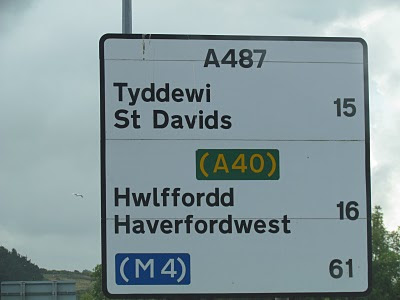 A487
Tyddewi
St Davids 15
(A40)
Hwlffordd
Haverfordwest 16
(M4) 61